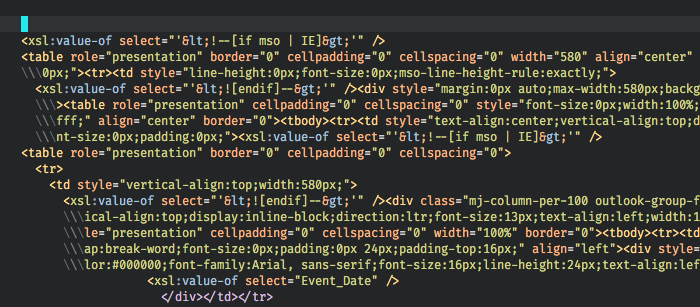 <xsl:value-of select="'&lt;!--[if mso | IE]&gt;'" />
<table role="presentation" border="0" cellpadding="0" cellspacing="0" width="580" align="center"
\\\0px;"><tr><td style="line-height:0px;font-size:0px;mso-line-height-rule:exactly;">
<xsl:value-of select="'&lt;![endif]--&gt;'" /><div style="margin:0px auto;max-width:580px;backg
\\\><table role="presentation" cellpadding="0" cellspacing="0" style="font-size:0px;width:100%;
\\\fff;" align="center" border="0"><tbody><tr><td style="text-align:center;vertical-align:top;d
\\\nt-size:0px;padding:0px;"><xsl:value-of select="'&lt;!--[if mso | IE]&gt;'" />
<table role="presentation" border="0" cellpadding="0" cellspacing="0">
<tr>
<td style="vertical-align:top;width:580px;">
<xsl:value-of select="'&lt;![endif]--&gt;'" /><div class="mj-column-per-100 outlook-group-f
\\\ical-align:top;display:inline-block;direction:ltr;font-size:13px;text-align:left;width:1
\\\le="presentation" cellpadding="0" cellspacing="0" width="100%" border="0"><tbody><tr><td
\\\ap:break-word;font-size:0px;padding:0px 24px;padding-top:16px;" align="left"><div style=
\\\lor:#000000;font-family:Arial, sans-serif;font-size:16px;line-height:24px;text-align:lef
<xsl:value-of select="Event_Date" />
</div></td></tr>